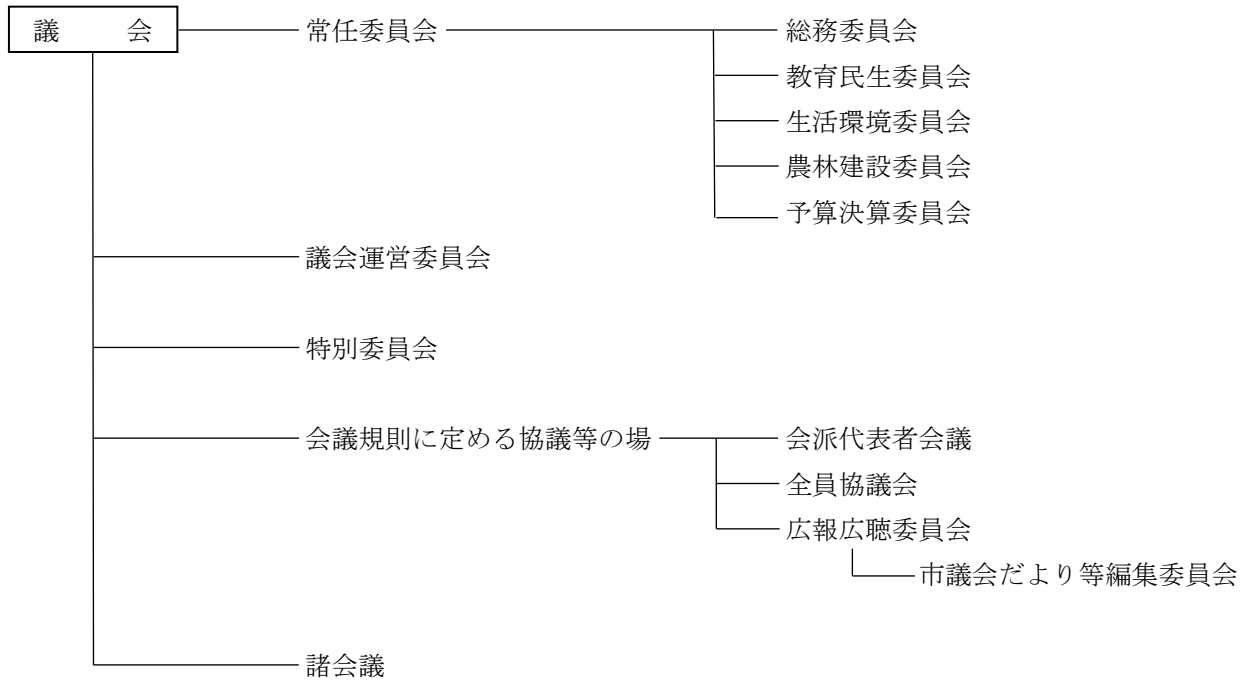 議　　会 常任委員会 総務委員会
教育民生委員会
生活環境委員会
農林建設委員会
予算決算委員会
議会運営委員会
特別委員会
会議規則に定める協議等の場 会派代表者会議
全員協議会
広報広聴委員会
市議会だより等編集委員会
諸会議